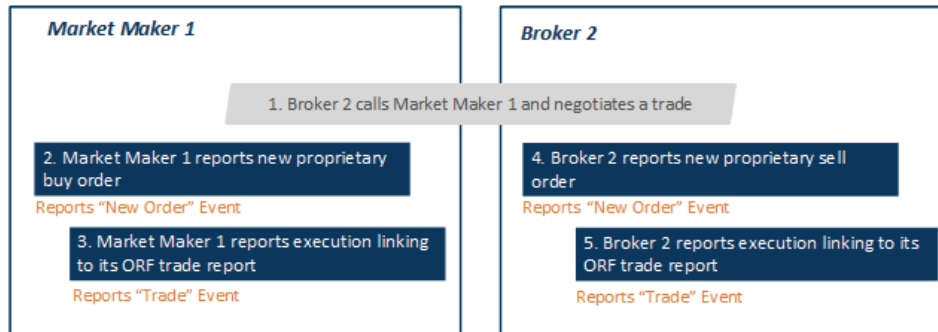 Market Maker 1
Broker 2
1. Broker 2 calls Market Maker 1 and negotiates a trade
2. Market Maker 1 reports new proprietary
buy order
Reports “New Order” Event
3. Market Maker 1 reports execution linking
to its ORF trade report
Reports “Trade” Event
4. Broker 2 reports new proprietary sell
order
Reports “New Order” Event
5. Broker 2 reports execution linking to its
ORF trade report
Reports “Trade” Event